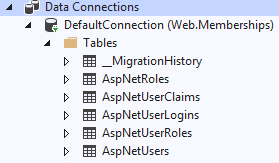 Data Connections
DefaultConnection (Web.Memberships)
Tables
__MigrationHistory
AspNetRoles
AspNetUserClaims
AspNetUserLogins
AspNetUserRoles
AspNetUsers